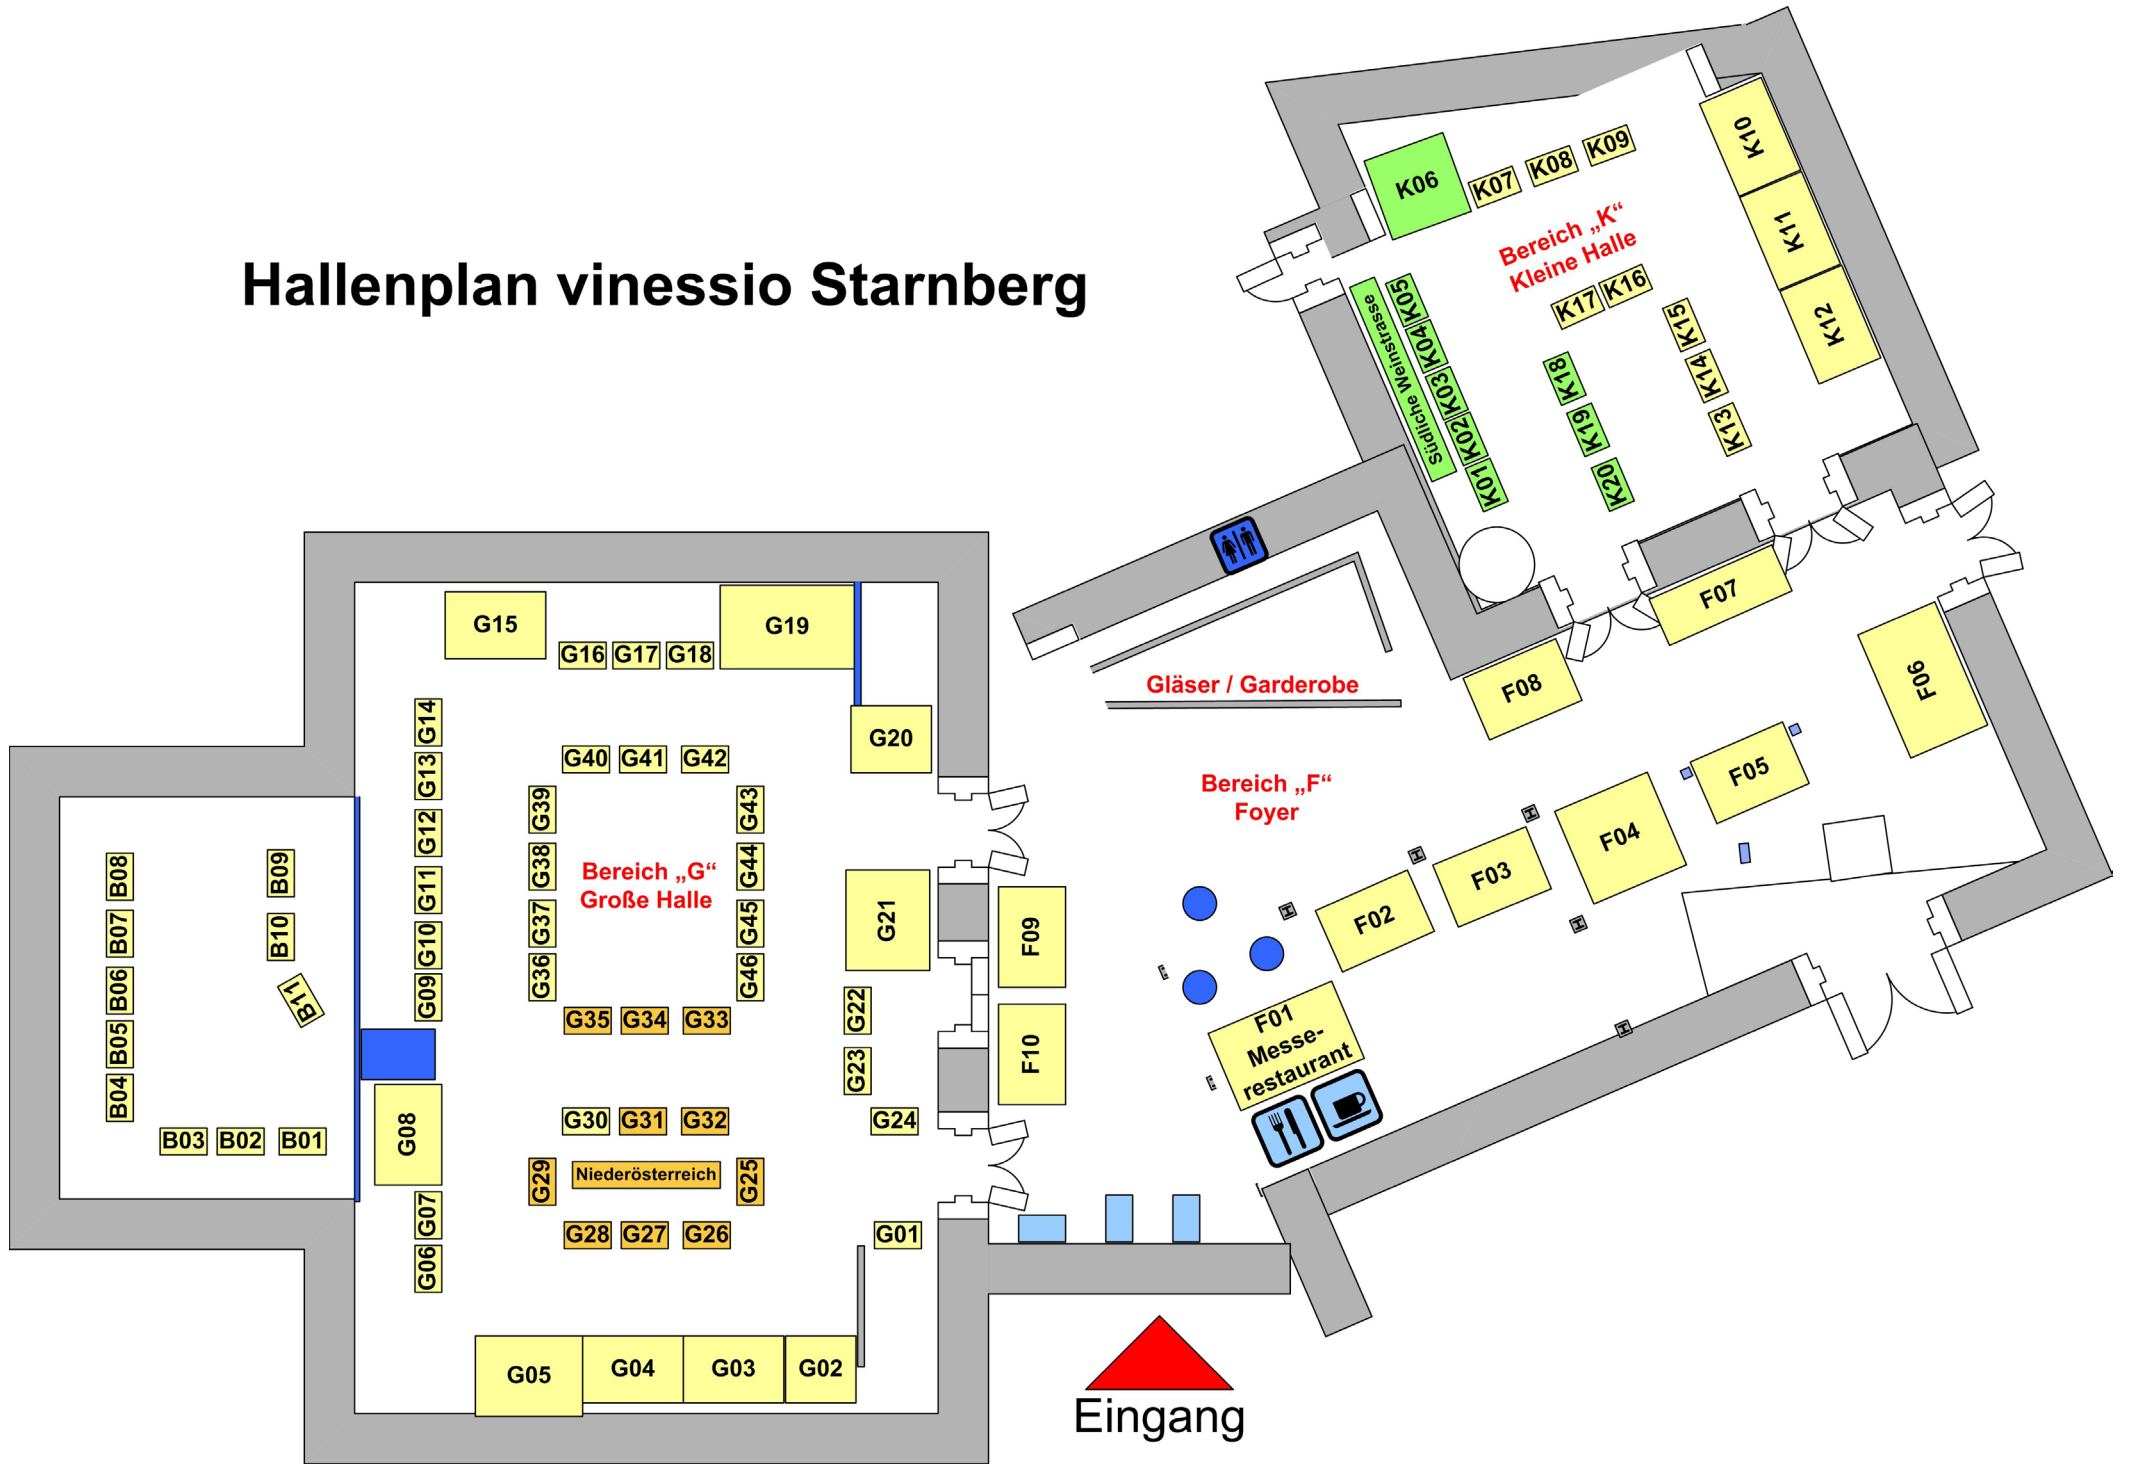 Hallenplan vinessio Starnberg
K10
K09
K08
K07
K06
K11
Bereich „K“
Kleine Halle
K12
K05
K04
K03
K02
K01
Südliche Weinstrasse
K17
K16
K15
K14
K13
K18
K19
K20
F07
F08
F06
F05
F04
F03
F02
F01
Messe-
restaurant
Gläser / Garderobe
Bereich „F“
Foyer
F09
F10
G15
G16
G17
G18
G19
G20
G14
G13
G12
G11
G10
G09
G40
G41
G42
G39
G38
G37
G36
G43
G44
G45
G46
Bereich „G“
Große Halle
G35
G34
G33
G21
G22
G23
G24
G30
G31
G32
G29
Niederösterreich
G25
G28
G27
G26
G01
G08
G07
G06
G05
G04
G03
G02
B08
B07
B06
B05
B04
B03
B02
B01
B09
B10
B11
Eingang